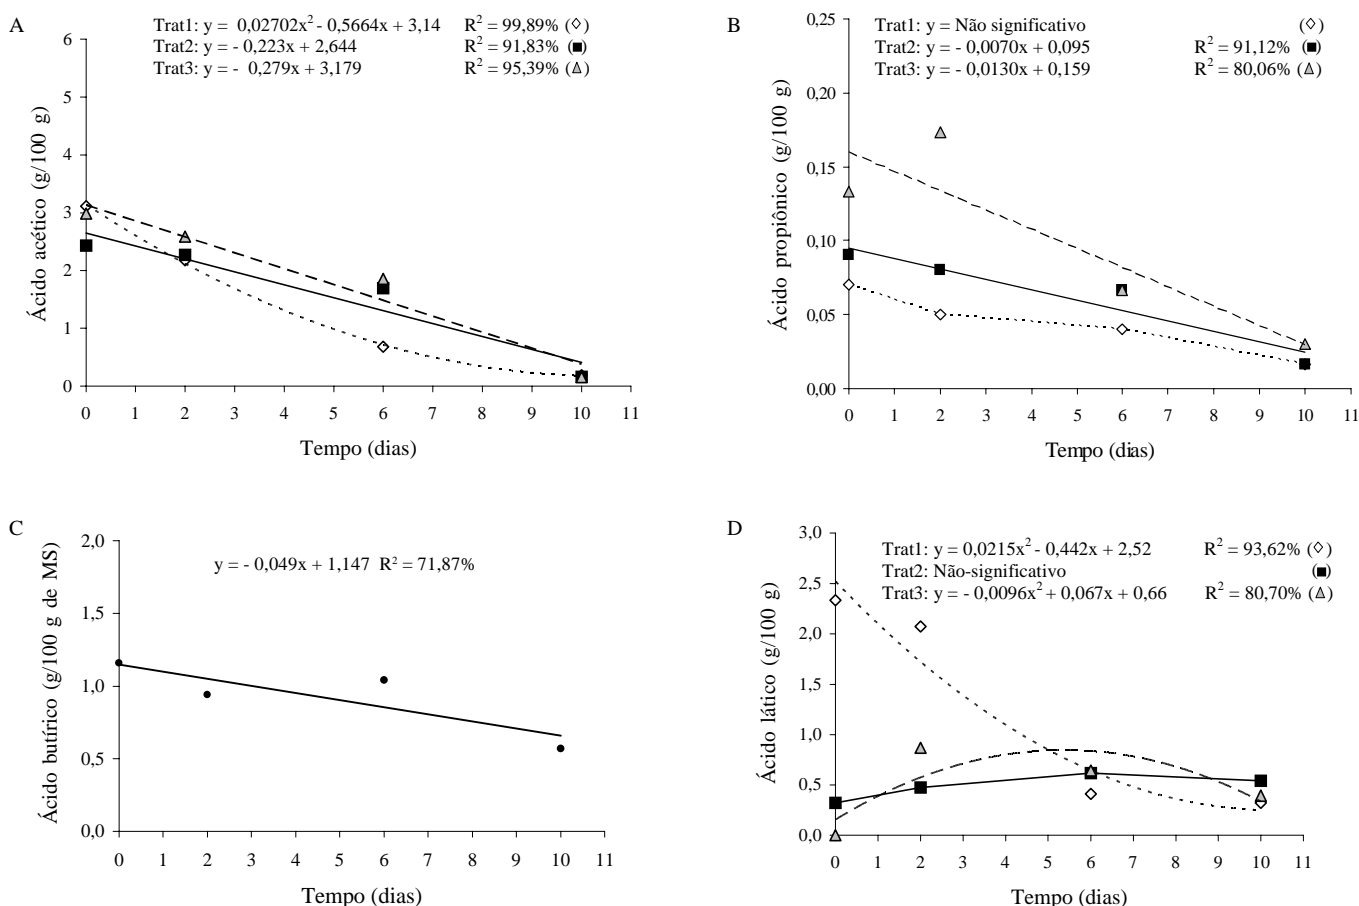 A
Trat1: y = 0,02702x² - 0,5664x + 3,14 R² = 99,89% (◇)
Trat2: y = - 0,223x + 2,644 R² = 91,83% (■)
Trat3: y = - 0,279x + 3,179 R² = 95,39% (△)
Ácido acético (g/100 g)
6
5
4
3
2
1
0
0 2 3 1 4 5 6 7 8 9 10 11
Tempo (dias)
B
Trat1: y = Não significativo (◇)
Trat2: y = - 0,0070x + 0,095 R² = 91,12% (■)
Trat3: y = - 0,0130x + 0,159 R² = 80,06% (△)
Ácido propiônico (g/100 g)
0,20
0,15
0,10
0,05
0,00
0 1 2 3 4 5 6 7 8 9 10 11
Tempo (dias)
C
y = - 0,049x + 1,147 R² = 71,87%
Ácido butírico (g/100 g de MS)
2,0
1,5
1,0
0,5
0,0
0 1 2 3 4 5 6 7 8 9 10 11
Tempo (dias)
D
Trat1: y = 0,0215x² - 0,442x + 2,52 R² = 93,62% (◇)
Trat2: Não-significativo (■)
Trat3: y = - 0,0096x² + 0,067x + 0,66 R² = 80,70% (△)
Ácido lático (g/100 g)
3,0
2,5
2,0
1,5
1,0
0,5
0,0
0 1 2 3 4 5 6 7 8 9 10 11
Tempo (dias)